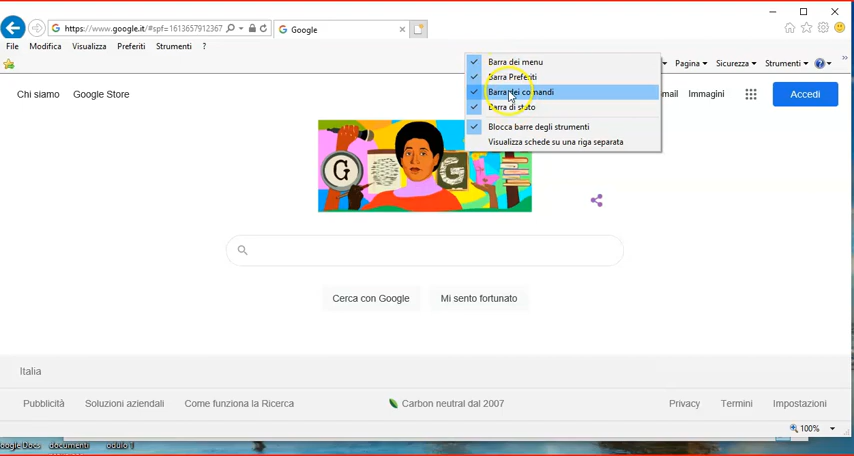 https://www.google.it/#spf=1613657912367
Google
File Modifica Visualizza Preferiti Strumenti ?
Barra dei menu
Barra Preferiti
Barra dei comandi
Barra di stato
Blocca barre degli strumenti
Visualizza schede su una riga separata
Pagina Sicurezza Strumenti
Chi siamo Google Store
Immagini
Accedi
G
G
Cerca con Google Mi sento fortunato
Italia
Pubblicità Soluzioni aziendali Come funziona la Ricerca
Carbon neutral dal 2007
Privacy Termini Impostazioni
100%
documenti